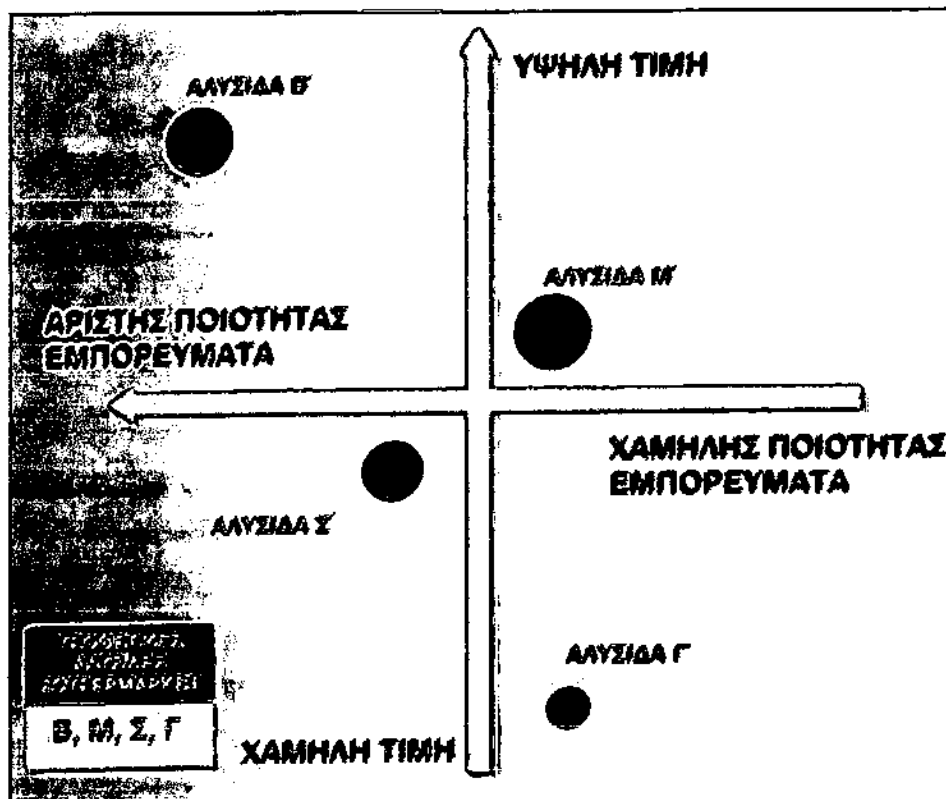 ΥΨΗΛΗ ΤΙΜΗ
ΑΛΥΣΙΔΑ Β'
ΑΛΥΣΙΔΑ Μ'
ΑΡΙΣΤΗΣ ΠΟΙΟΤΗΤΑΣ
ΕΜΠΟΡΕΥΜΑΤΑ
ΧΑΜΗΛΗΣ ΠΟΙΟΤΗΤΑΣ
ΕΜΠΟΡΕΥΜΑΤΑ
ΑΛΥΣΙΔΑ Σ'
ΑΛΥΣΙΔΑ Γ'
Β, Μ, Σ, Γ
ΧΑΜΗΛΗ ΤΙΜΗ